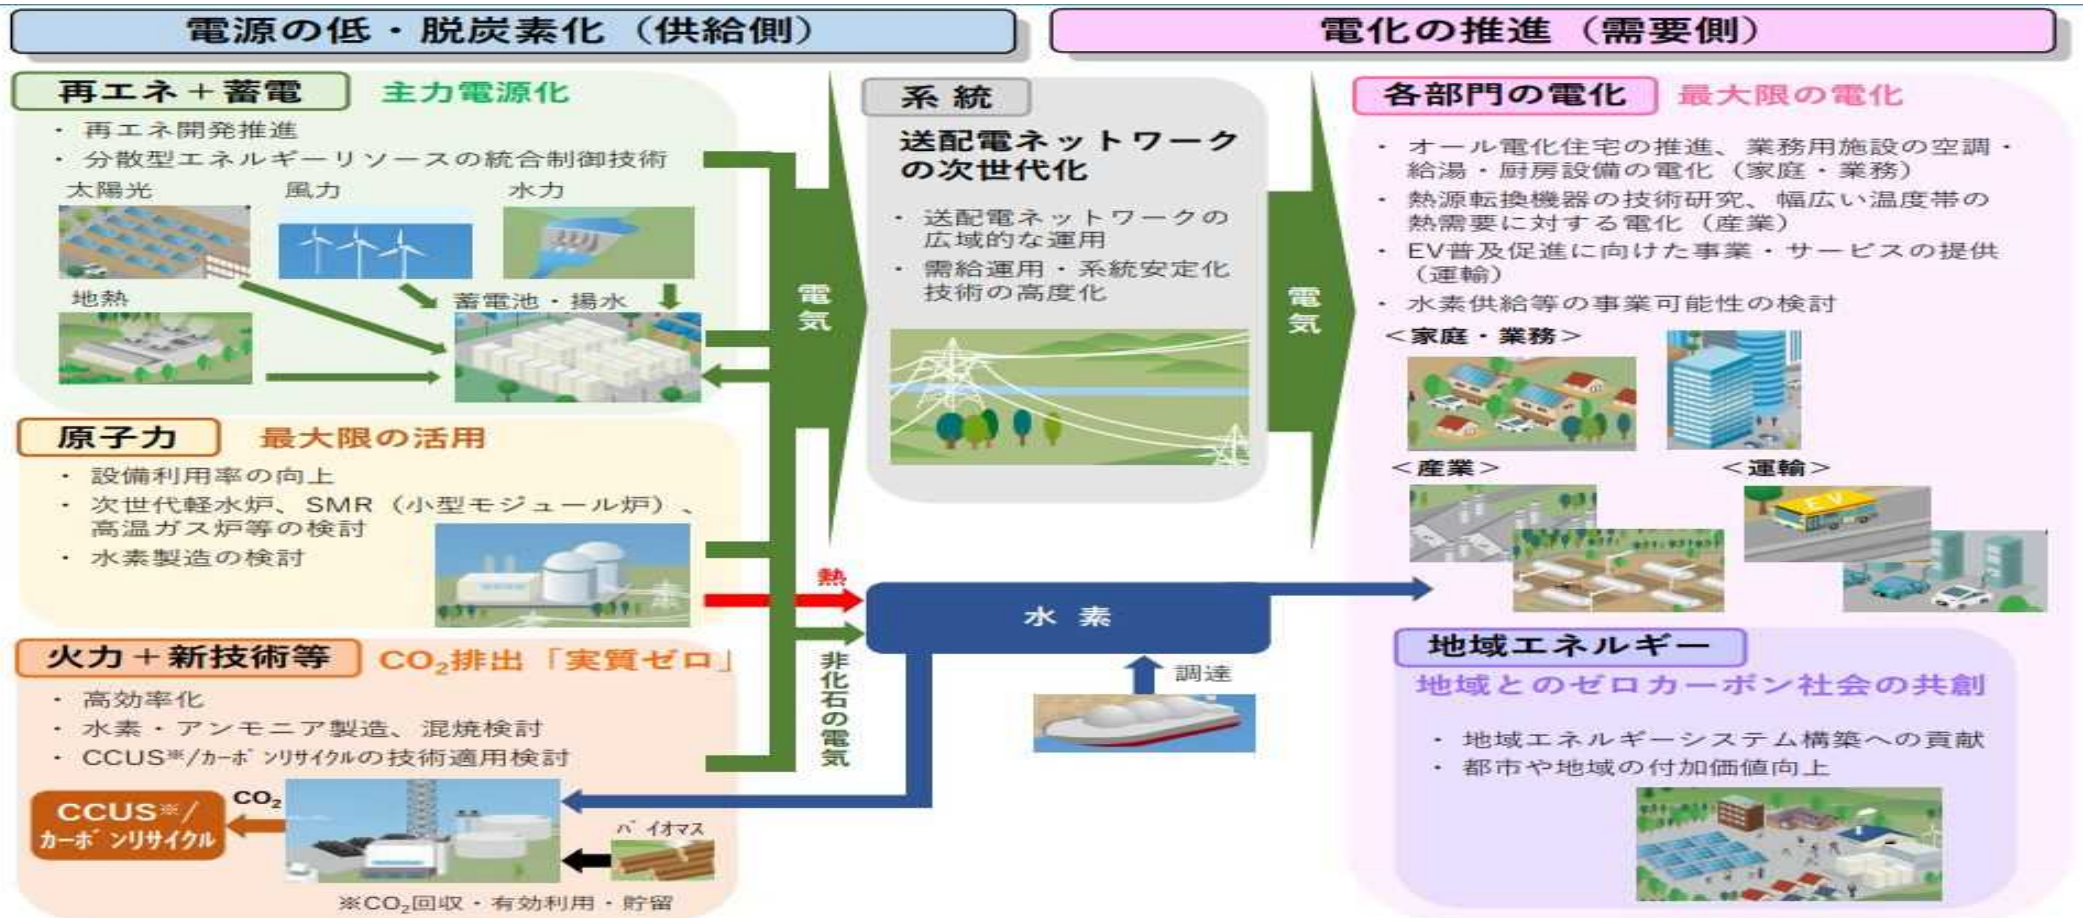 電源の低・脱炭素化（供給側）
電化の推進（需要側）
再エネ＋蓄電
主力電源化
・ 再エネ開発推進
・ 分散型エネルギーリソースの統合制御技術
太陽光
風力
水力
地熱
蓄電池・揚水
原子力
最大限の活用
・ 設備利用率の向上
・ 次世代軽水炉、SMR（小型モジュール炉）、
高温ガス炉等の検討
・ 水素製造の検討
火力＋新技術等
CO₂排出「実質ゼロ」
・ 高効率化
・ 水素・アンモニア製造、混焼検討
・ CCUS※/ｶｰﾎﾞﾝﾘｻｲｸﾙの技術適用検討
CCUS※/
ｶｰﾎﾞﾝﾘｻｲｸﾙ
CO₂
ﾊﾞｲｵﾏｽ
※CO₂回収・有効利用・貯留
電気
熱
非化石の電気
系統
送配電ネットワーク
の次世代化
・ 送配電ネットワークの
広域的な運用
・ 需給運用・系統安定化
技術の高度化
電気
水素
調達
各部門の電化
最大限の電化
・ オール電化住宅の推進、業務用施設の空調・
給湯・厨房設備の電化（家庭・業務）
・ 熱源転換機器の技術研究、幅広い温度帯の
熱需要に対する電化（産業）
・ EV普及促進に向けた事業・サービスの提供
（運輸）
・ 水素供給等の事業可能性の検討
＜家庭・業務＞
＜産業＞
＜運輸＞
EV
地域エネルギー
地域とのゼロカーボン社会の共創
・ 地域エネルギーシステム構築への貢献
・ 都市や地域の付加価値向上